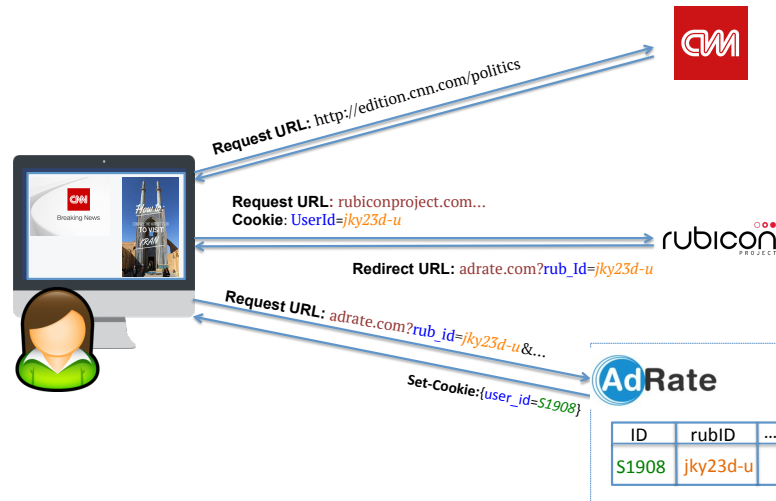 CNN
Request URL: http://edition.cnn.com/politics
CNN
Breaking News
How to:
TO VISIT
IRAN
Request URL: rubiconproject.com...
Cookie: UserId=jky23d-u
rubicon
PROJECT
Redirect URL: adrate.com?rub_Id=jky23d-u
Request URL: adrate.com?rub_id=jky23d-u&...
Set-Cookie:{user_id=S1908}
AdRate
ID rubID ...
S1908 jky23d-u